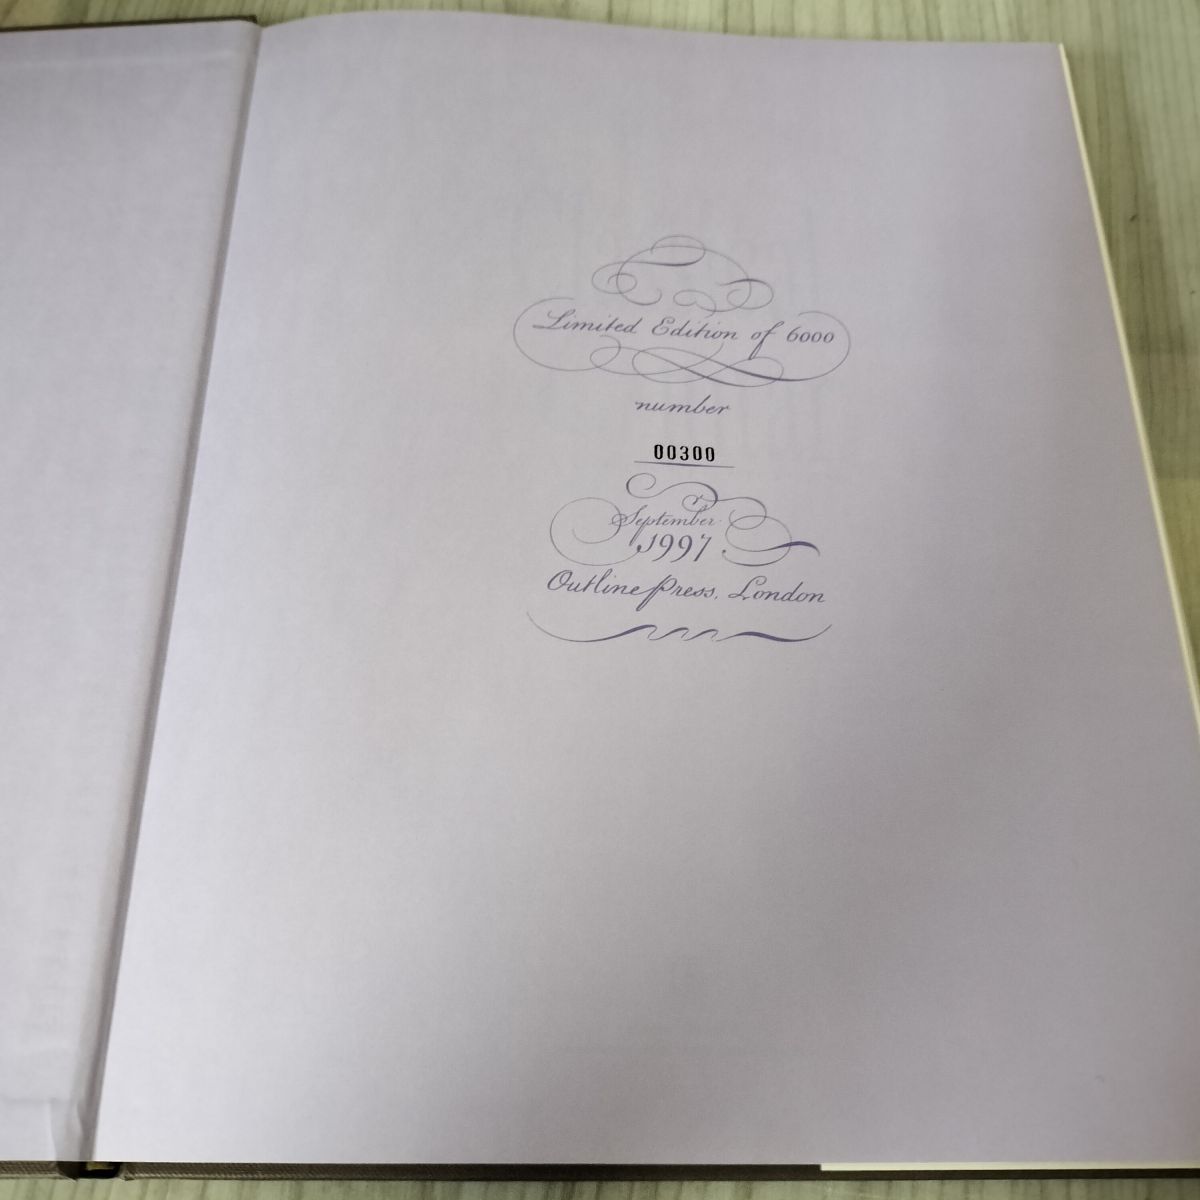 Limited Edition of 6000
number
00300
September
1997
Outline Press, London